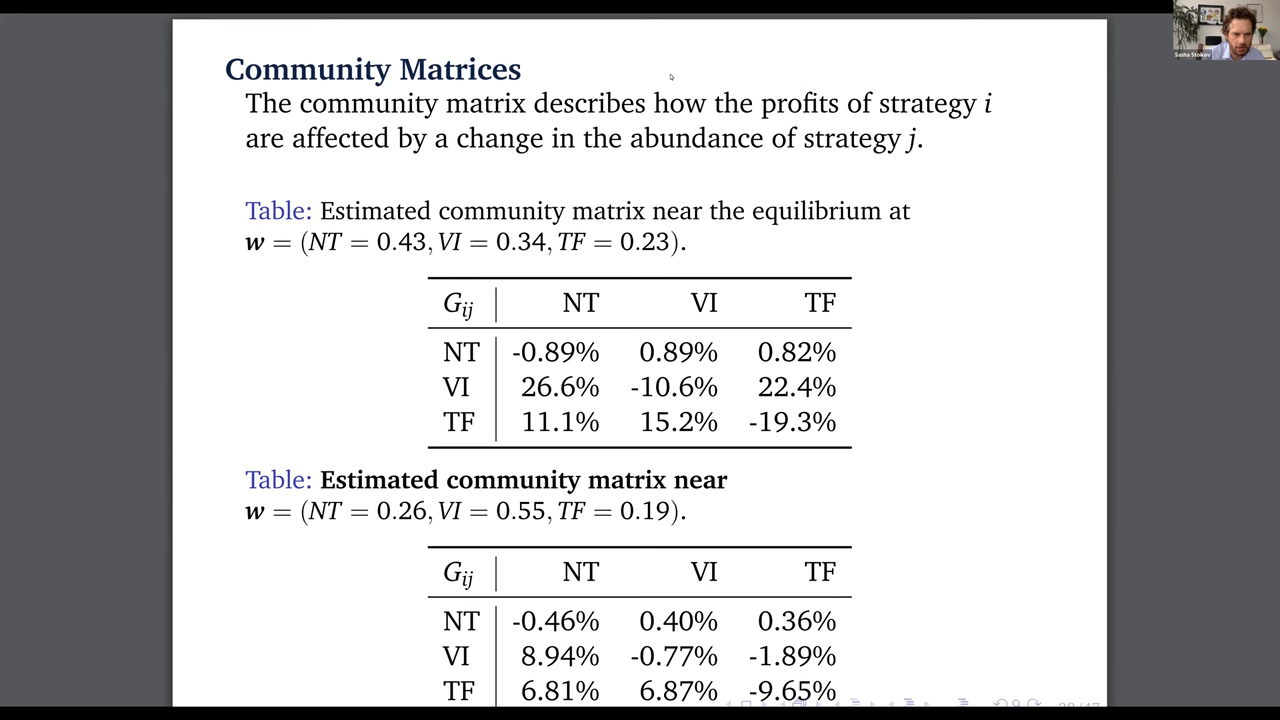 Sasha Stoikov
Community Matrices
The community matrix describes how the profits of strategy i
are affected by a change in the abundance of strategy j.
Table: Estimated community matrix near the equilibrium at
w = (NT = 0.43, VI = 0.34, TF = 0.23).
G_ij NT VI TF
NT -0.89% 0.89% 0.82%
VI 26.6% -10.6% 22.4%
TF 11.1% 15.2% -19.3%
Table: Estimated community matrix near
w = (NT = 0.26, VI = 0.55, TF = 0.19).
G_ij NT VI TF
NT -0.46% 0.40% 0.36%
VI 8.94% -0.77% -1.89%
TF 6.81% 6.87% -9.65%